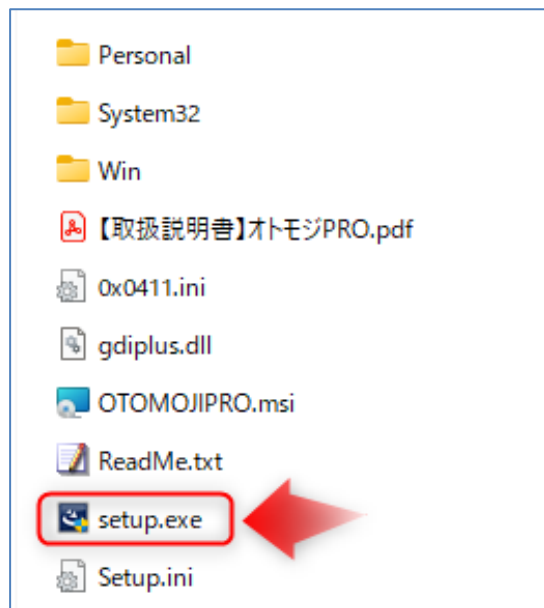 Personal
System32
Win
【取扱説明書】オトモジPRO.pdf
0x0411.ini
gdiplus.dll
OTOMOJIPRO.msi
ReadMe.txt
setup.exe
Setup.ini